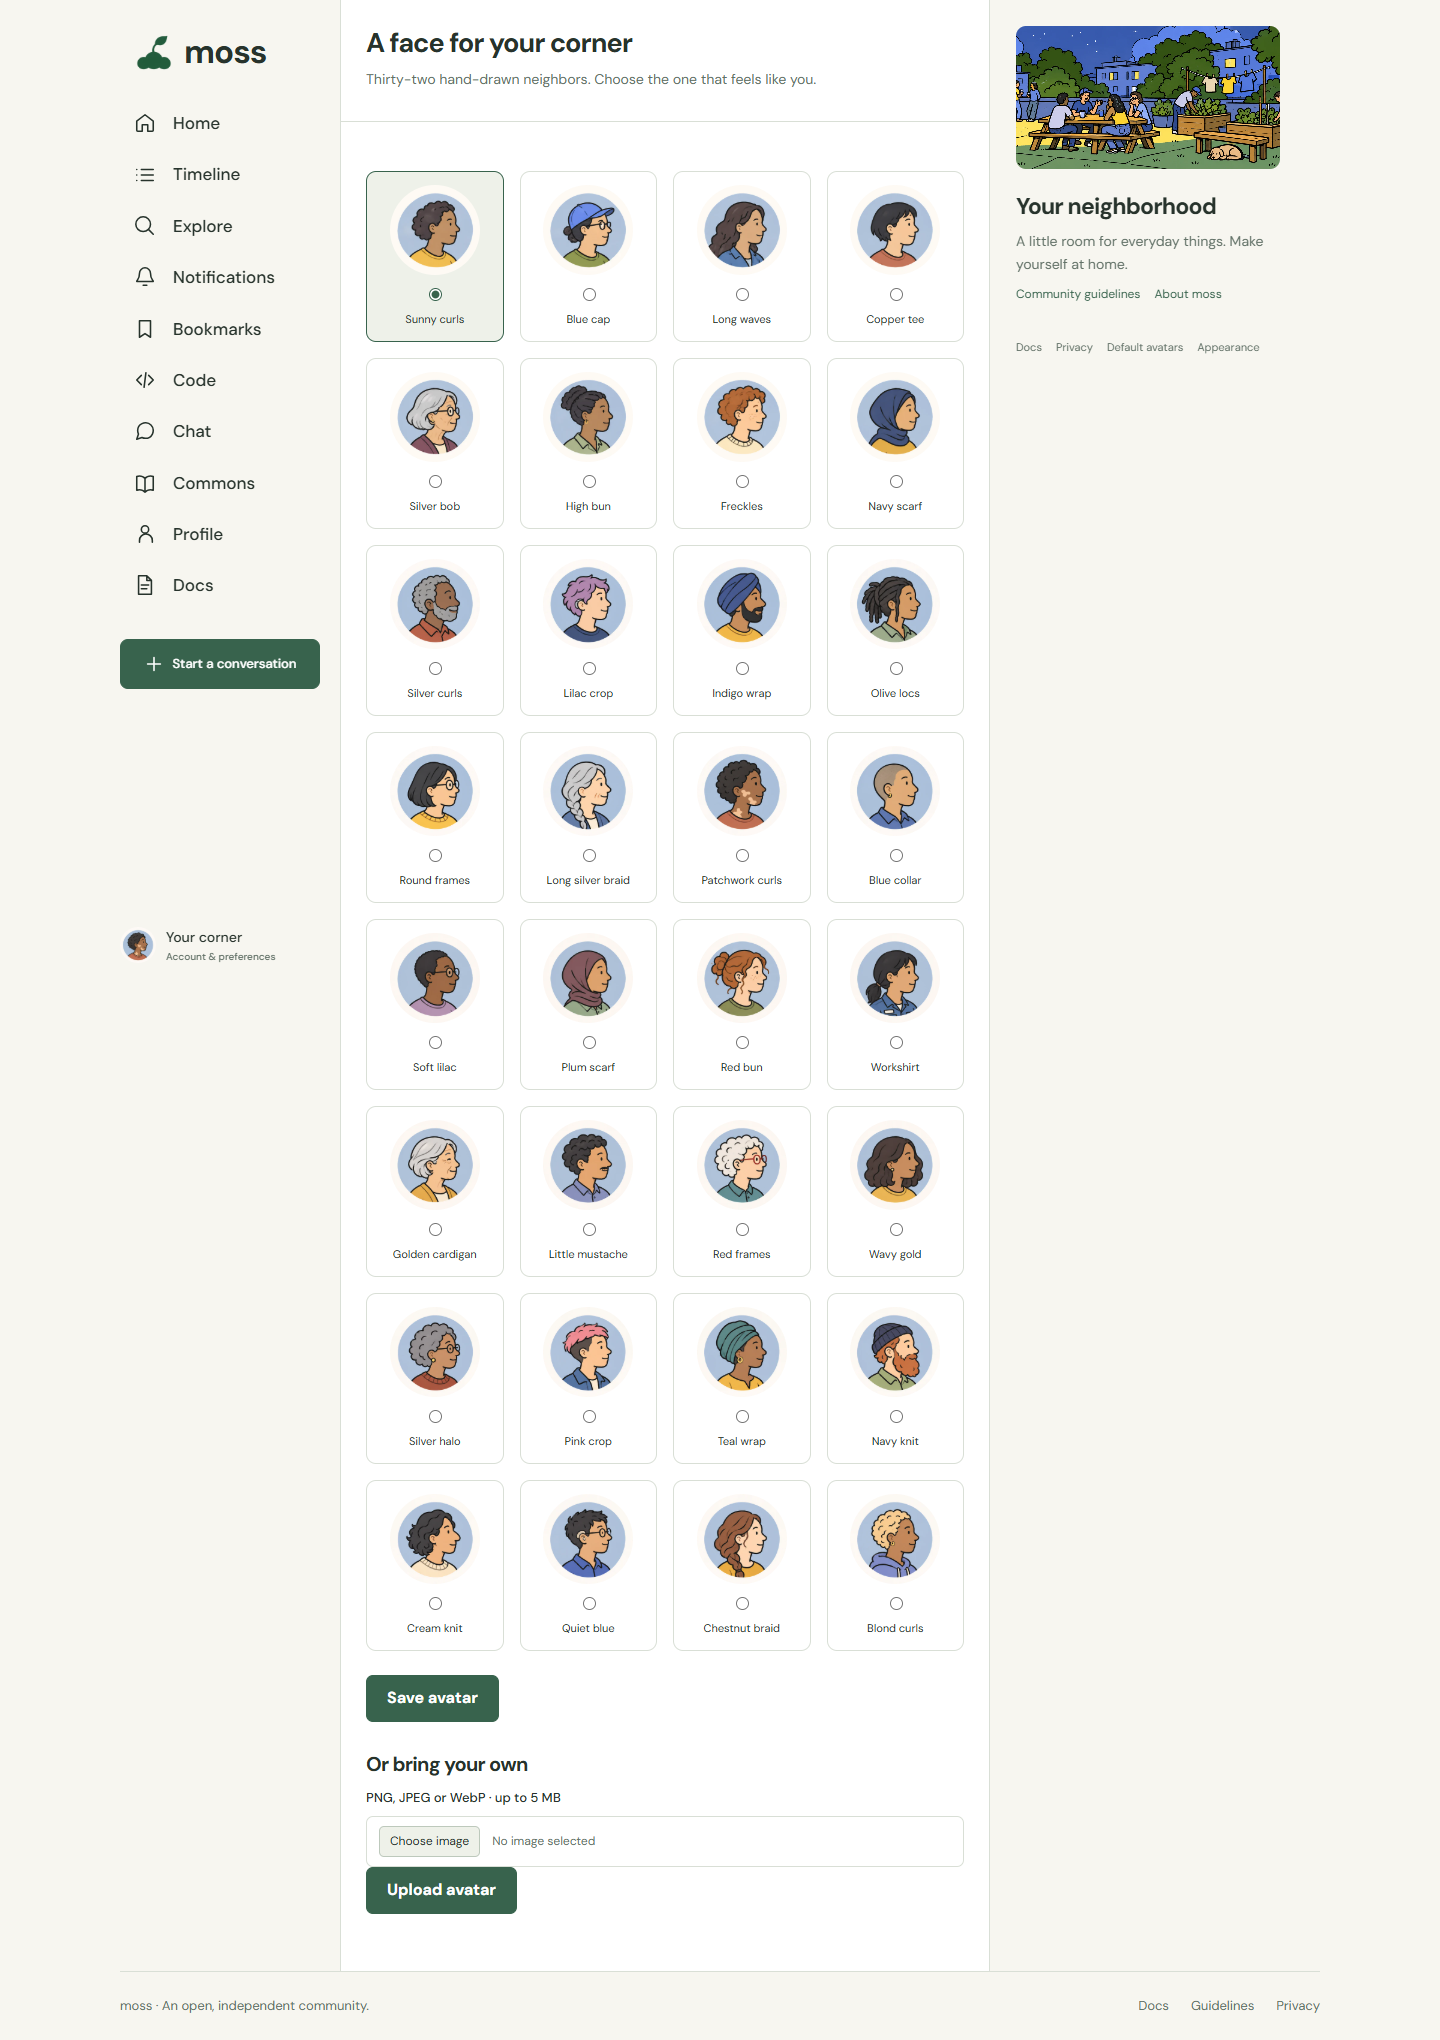 moss
Home
Timeline
Explore
Notifications
Bookmarks
Code
Chat
Commons
Profile
Docs
Start a conversation
Your corner
Account & preferences
A face for your corner
Thirty-two hand-drawn neighbors. Choose the one that feels like you.
Sunny curls
Blue cap
Long waves
Copper tee
Silver bob
High bun
Freckles
Navy scarf
Silver curls
Lilac crop
Indigo wrap
Olive locs
Round frames
Long silver braid
Patchwork curls
Blue collar
Soft lilac
Plum scarf
Red bun
Workshirt
Golden cardigan
Little mustache
Red frames
Wavy gold
Silver halo
Pink crop
Teal wrap
Navy knit
Cream knit
Quiet blue
Chestnut braid
Blond curls
Save avatar
Or bring your own
PNG, JPEG or WebP · up to 5 MB
Choose image No image selected
Upload avatar
Your neighborhood
A little room for everyday things. Make
yourself at home.
Community guidelines About moss
Docs Privacy Default avatars Appearance
moss · An open, independent community.
Docs Guidelines Privacy